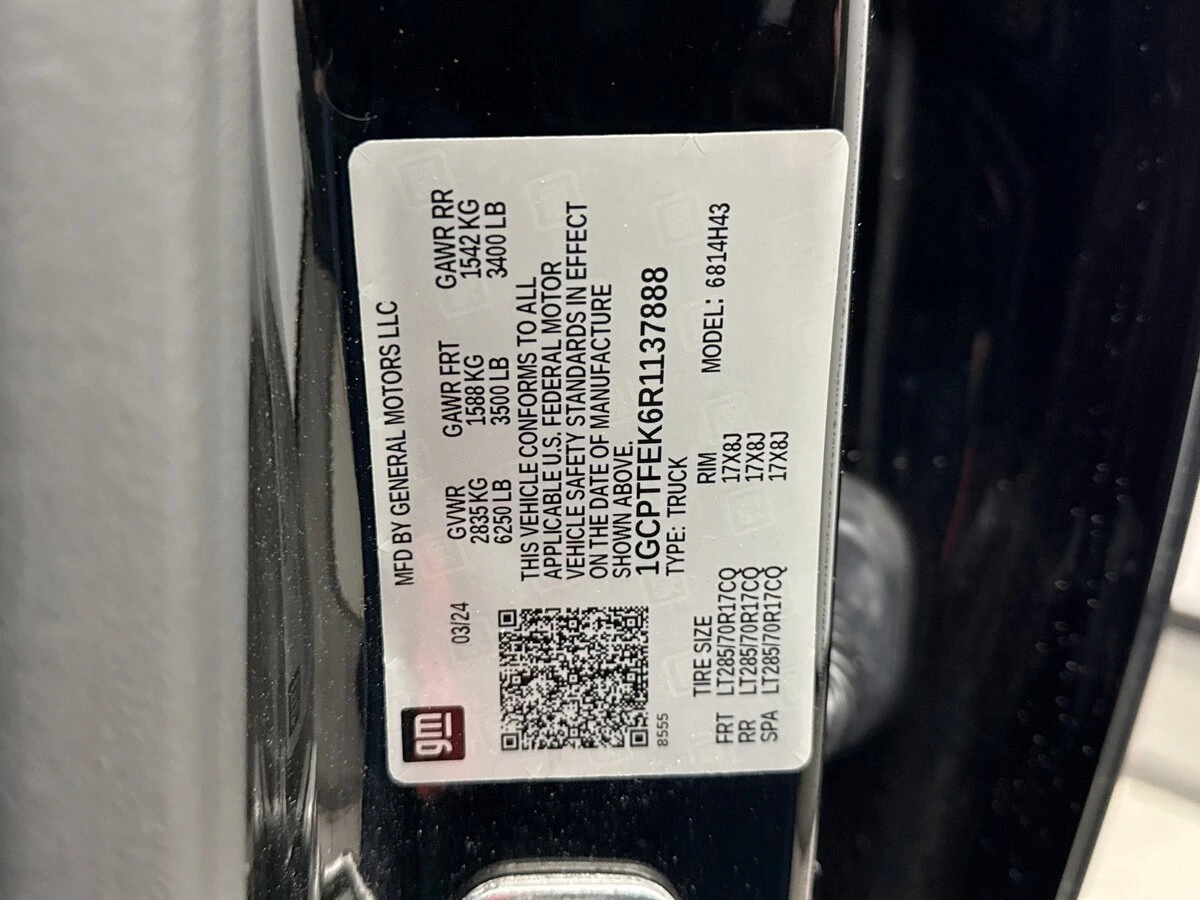 gm
MFD BY GENERAL MOTORS LLC
03/24
GVWR GAWR FRT GAWR RR
2835 KG 1588 KG 1542 KG
6250 LB 3500 LB 3400 LB
THIS VEHICLE CONFORMS TO ALL
APPLICABLE U.S. FEDERAL MOTOR
VEHICLE SAFETY STANDARDS IN EFFECT
ON THE DATE OF MANUFACTURE
SHOWN ABOVE.
1GCPTFEK6R1137888
8555
TYPE: TRUCK
TIRE SIZE RIM MODEL: 6814H43
FRT LT285/70R17CQ 17X8J
RR LT285/70R17CQ 17X8J
SPA LT285/70R17CQ 17X8J